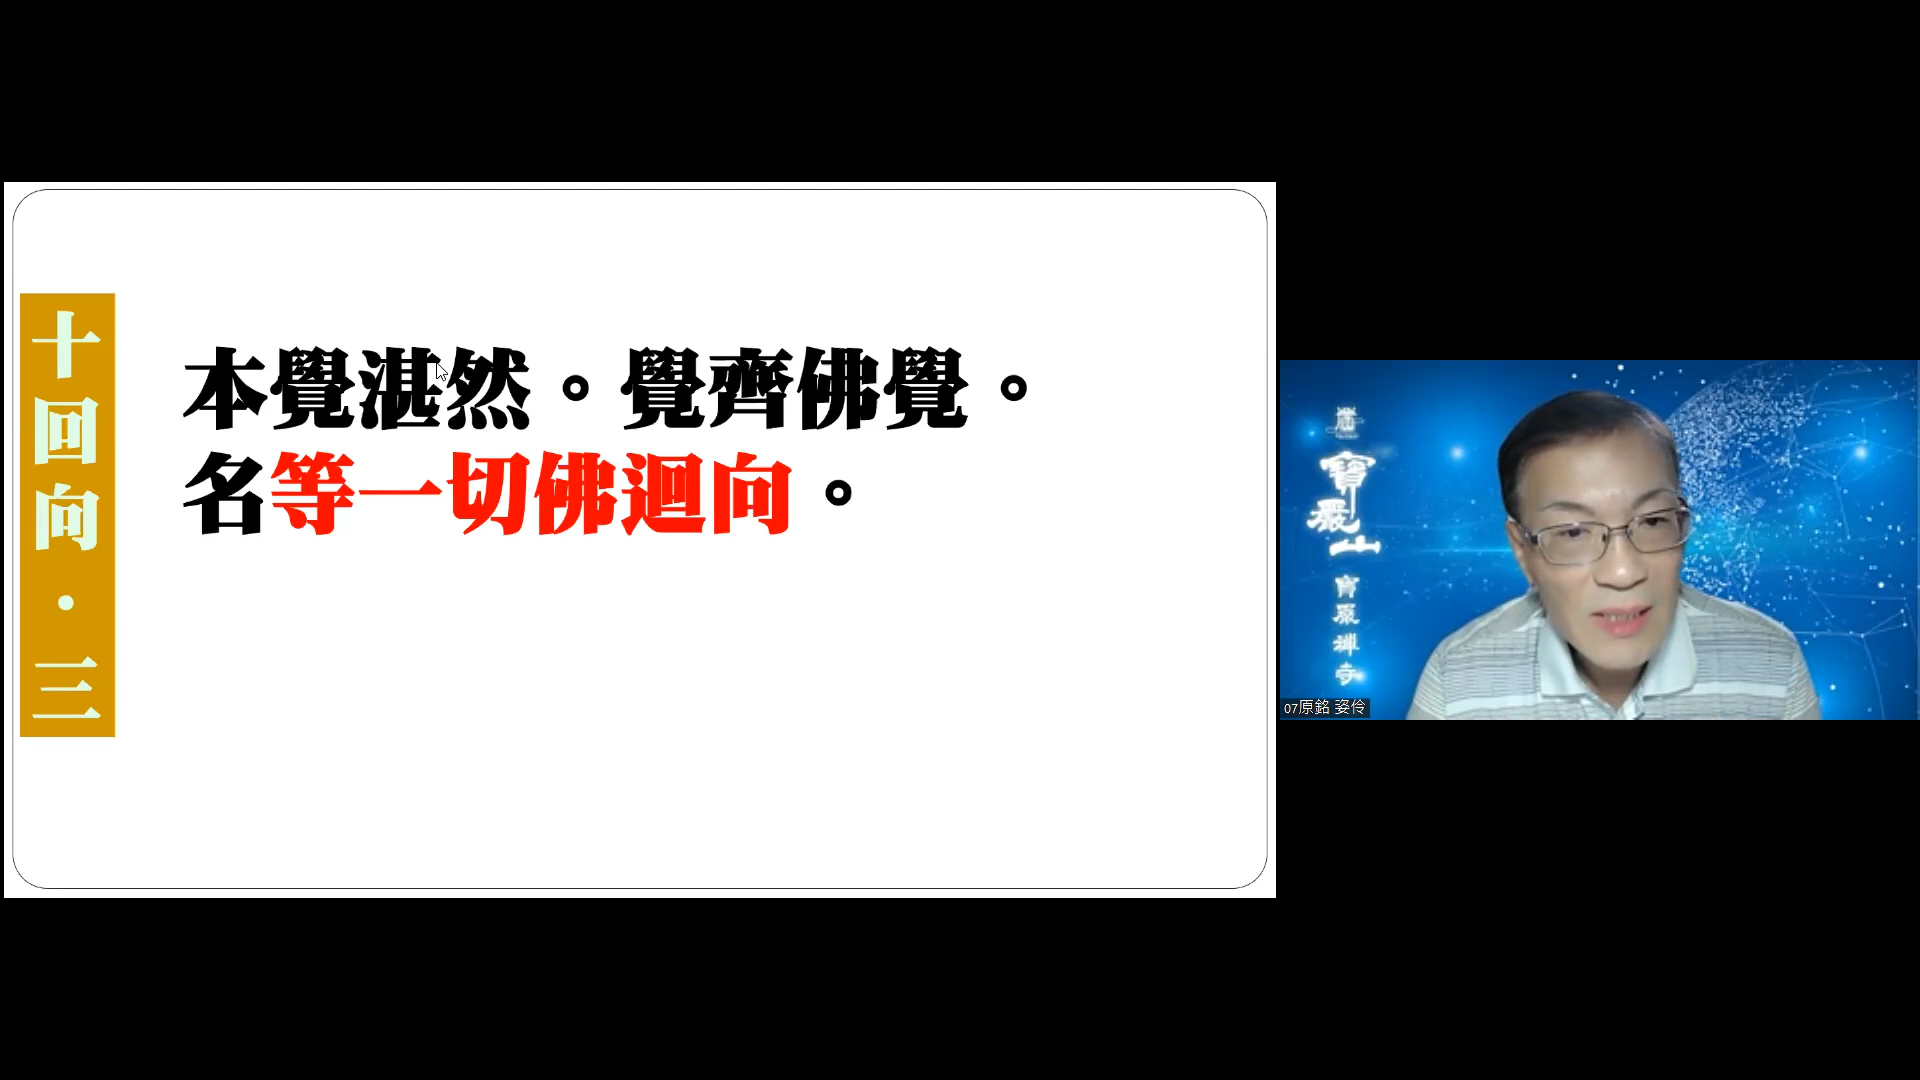 十回向·三
本覺湛然。覺齊佛覺。
名等一切佛迴向。
寶嚴山
寶嚴禪寺
07原銘 姿伶